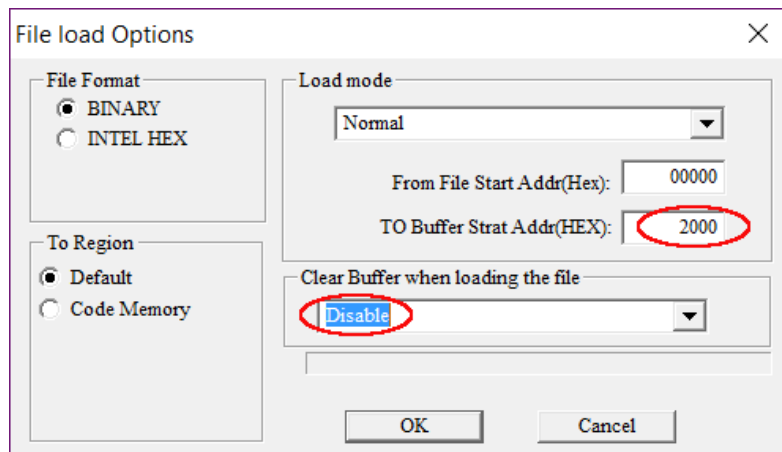 File load Options
File Format
BINARY
INTEL HEX
To Region
Default
Code Memory
Load mode
Normal
From File Start Addr(Hex): 00000
TO Buffer Strat Addr(HEX): 2000
Clear Buffer when loading the file
Disable
OK Cancel